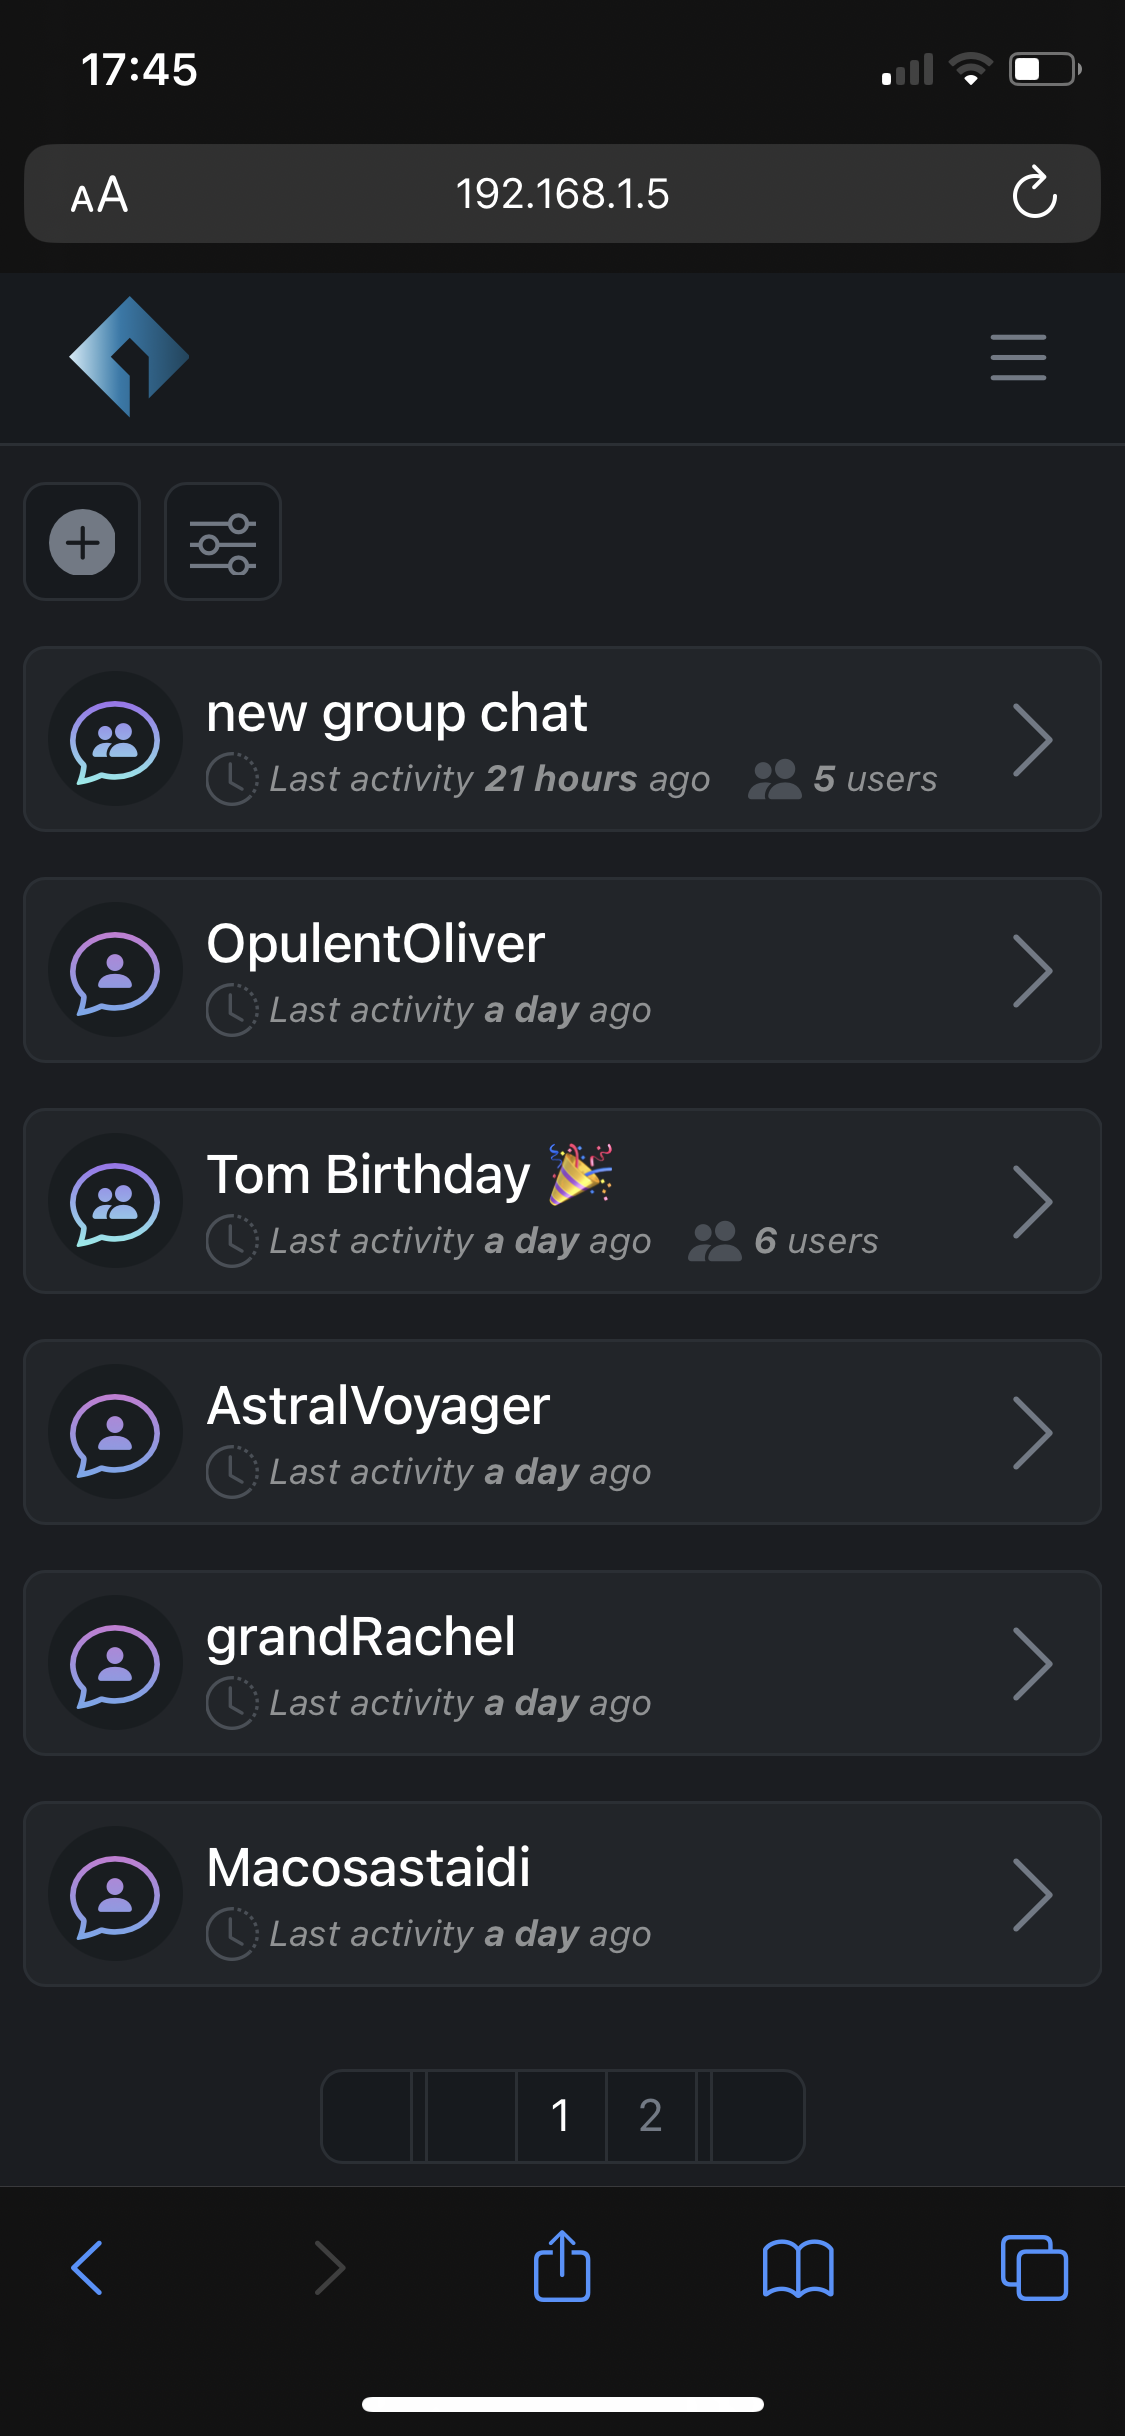 17:45
AA
192.168.1.5
new group chat
Last activity 21 hours ago 5 users
OpulentOliver
Last activity a day ago
Tom Birthday 🎉
Last activity a day ago 6 users
AstralVoyager
Last activity a day ago
grandRachel
Last activity a day ago
Macosastaidi
Last activity a day ago
1 2